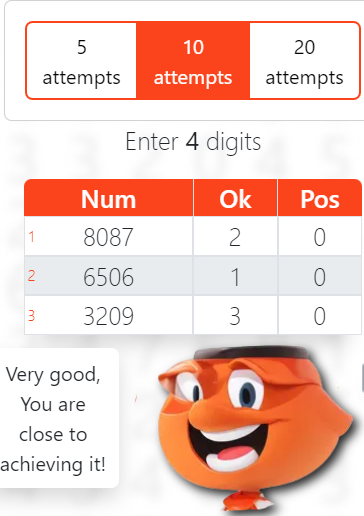 5 10 20
attempts attempts attempts
Enter 4 digits
Num Ok Pos
1 8087 2 0
2 6506 1 0
3 3209 3 0
Very good,
You are
close to
achieving it!